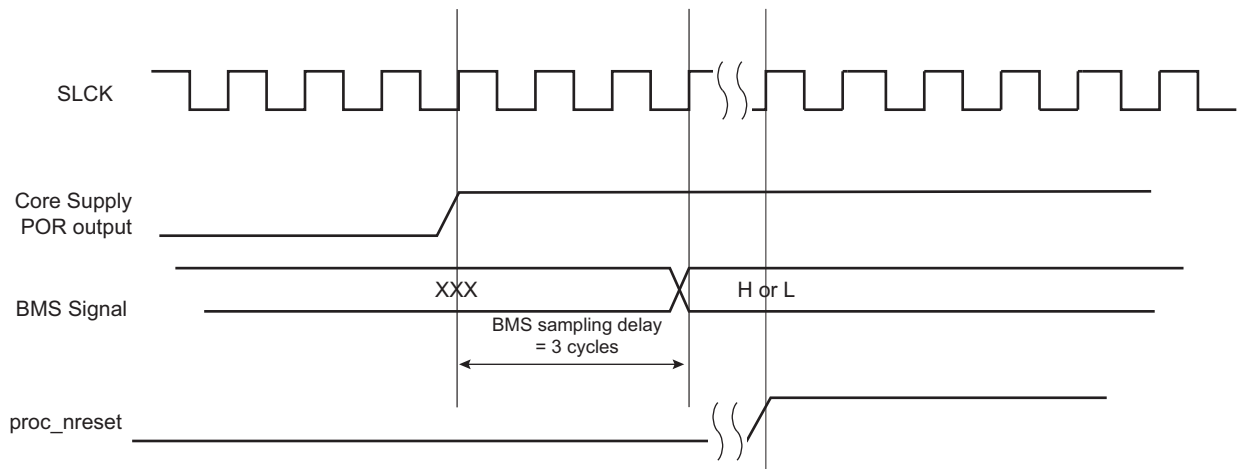 SLCK
Core Supply
POR output
BMS Signal
XXX
H or L
BMS sampling delay
= 3 cycles
proc_nreset